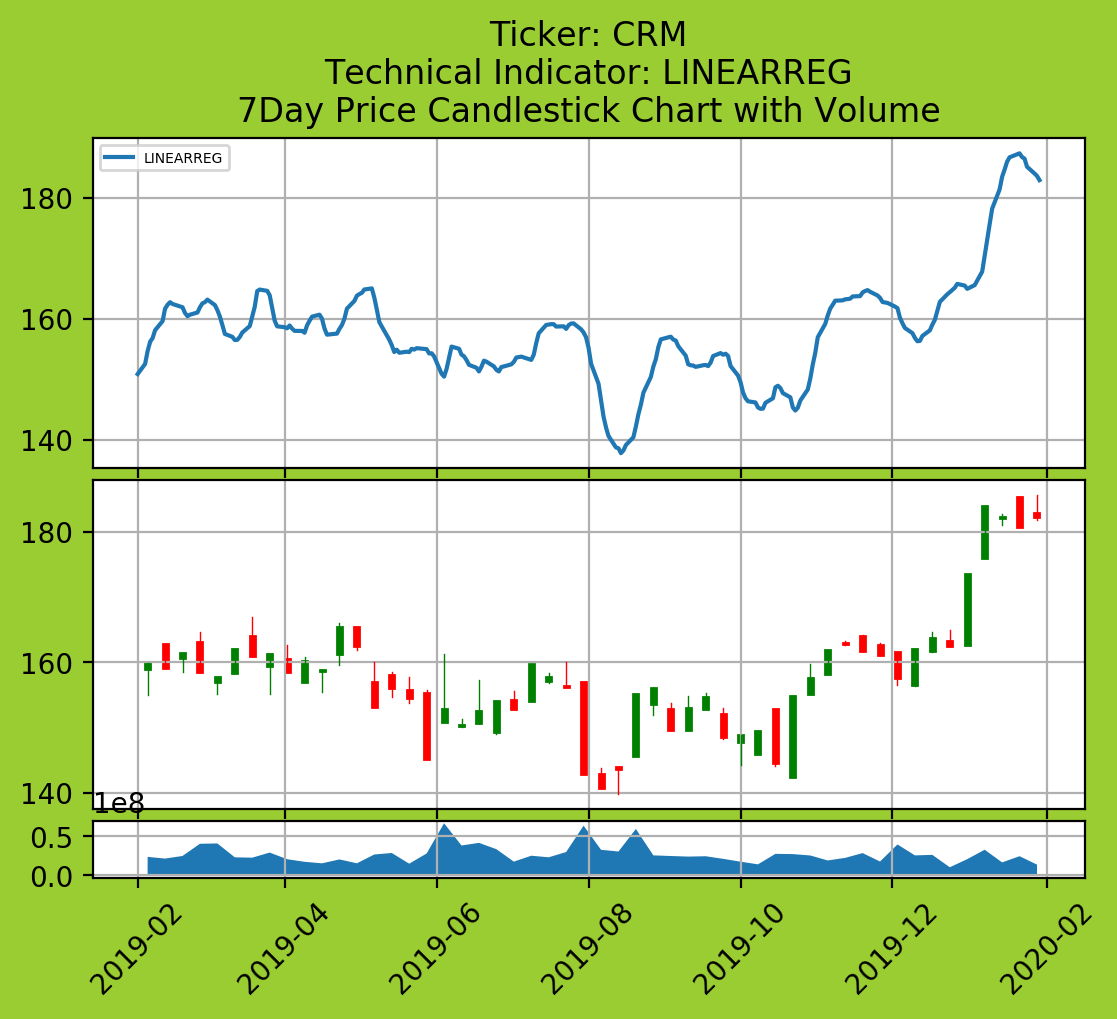 Ticker: CRM
Technical Indicator: LINEARREG
7Day Price Candlestick Chart with Volume
LINEARREG
180
160
140
180
160
140
1e8
0.5
0.0
2019-02 2019-04 2019-06 2019-08 2019-10 2019-12 2020-02